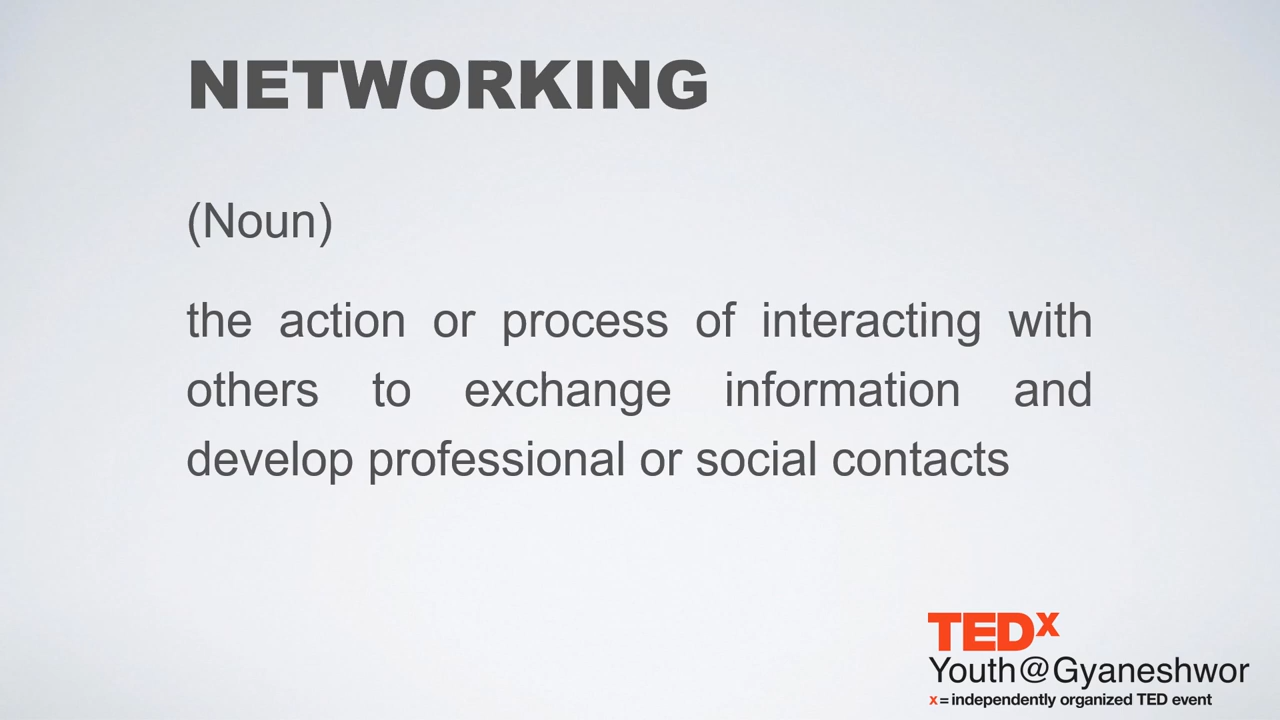 NETWORKING
(Noun)
the action or process of interacting with
others to exchange information and
develop professional or social contacts
TEDx
Youth@Gyaneshwor
x = independently organized TED event